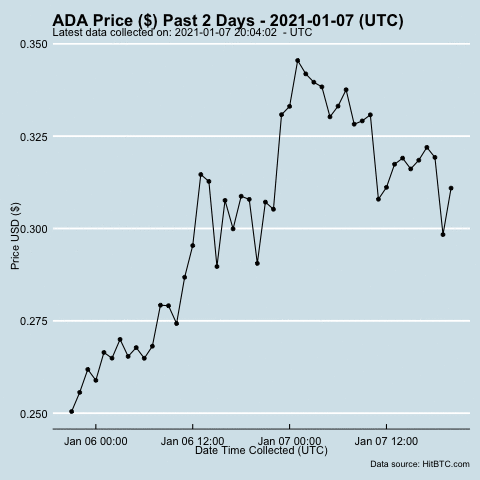 ADA Price ($) Past 2 Days - 2021-01-07 (UTC)
Latest data collected on: 2021-01-07 20:04:02 - UTC
0.350
0.325
0.300
0.275
0.250
Price USD ($)
Jan 06 00:00 Jan 06 12:00 Jan 07 00:00 Jan 07 12:00
Date Time Collected (UTC)
Data source: HitBTC.com